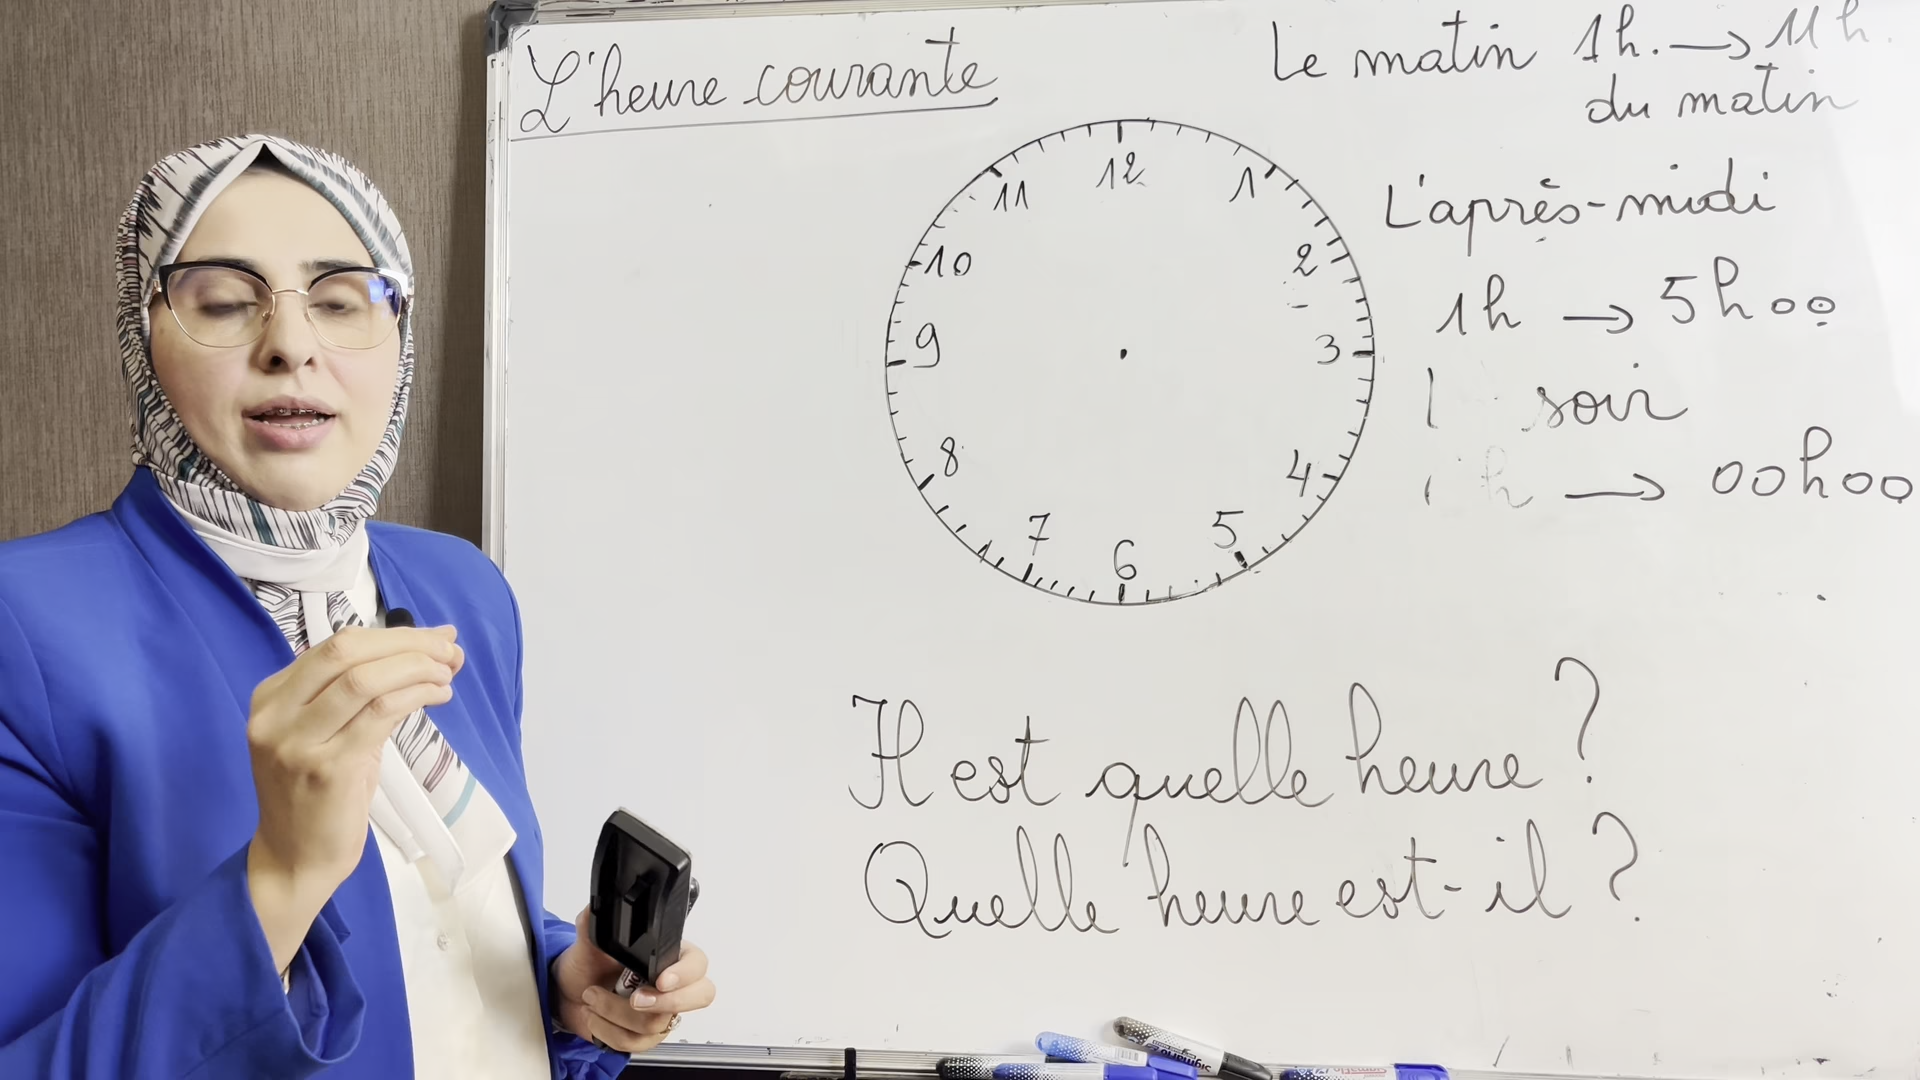 L'heure courante
Le matin 1h. → 11h.
du matin
L'après-midi
1h → 5h00
soir
h → 00h00
12
1
2
3
4
5
6
7
8
9
10
11
Il est quelle heure ?
Quelle heure est-il ?